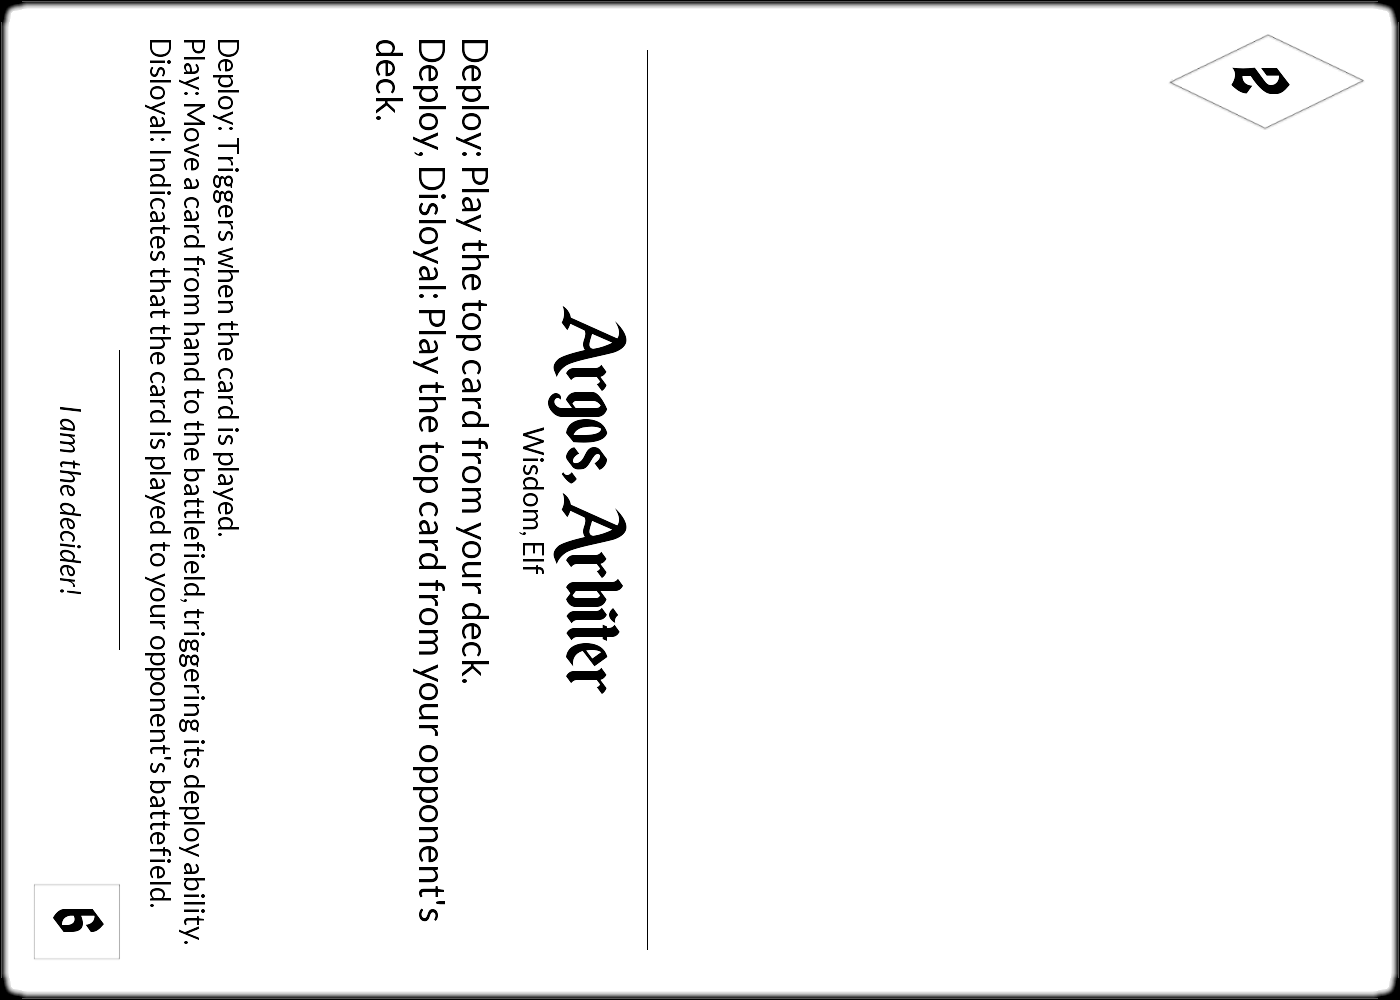 2
Argos, Arbiter
Wisdom, Elf
Deploy: Play the top card from your deck.
Deploy, Disloyal: Play the top card from your opponent's
deck.
Deploy: Triggers when the card is played.
Play: Move a card from hand to the battlefield, triggering its deploy ability.
Disloyal: Indicates that the card is played to your opponent's battefield.
I am the decider!
6